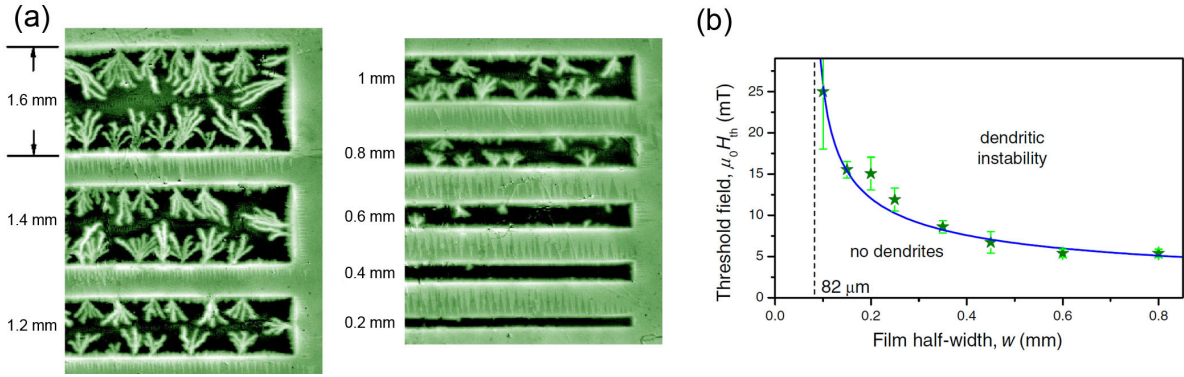 (a)
1.6 mm
1.4 mm
1.2 mm
1 mm
0.8 mm
0.6 mm
0.4 mm
0.2 mm
(b)
Threshold field, μ₀Hₜₕ (mT)
25
20
15
10
5
0
dendritic
instability
no dendrites
82 μm
0.0 0.2 0.4 0.6 0.8
Film half-width, w (mm)